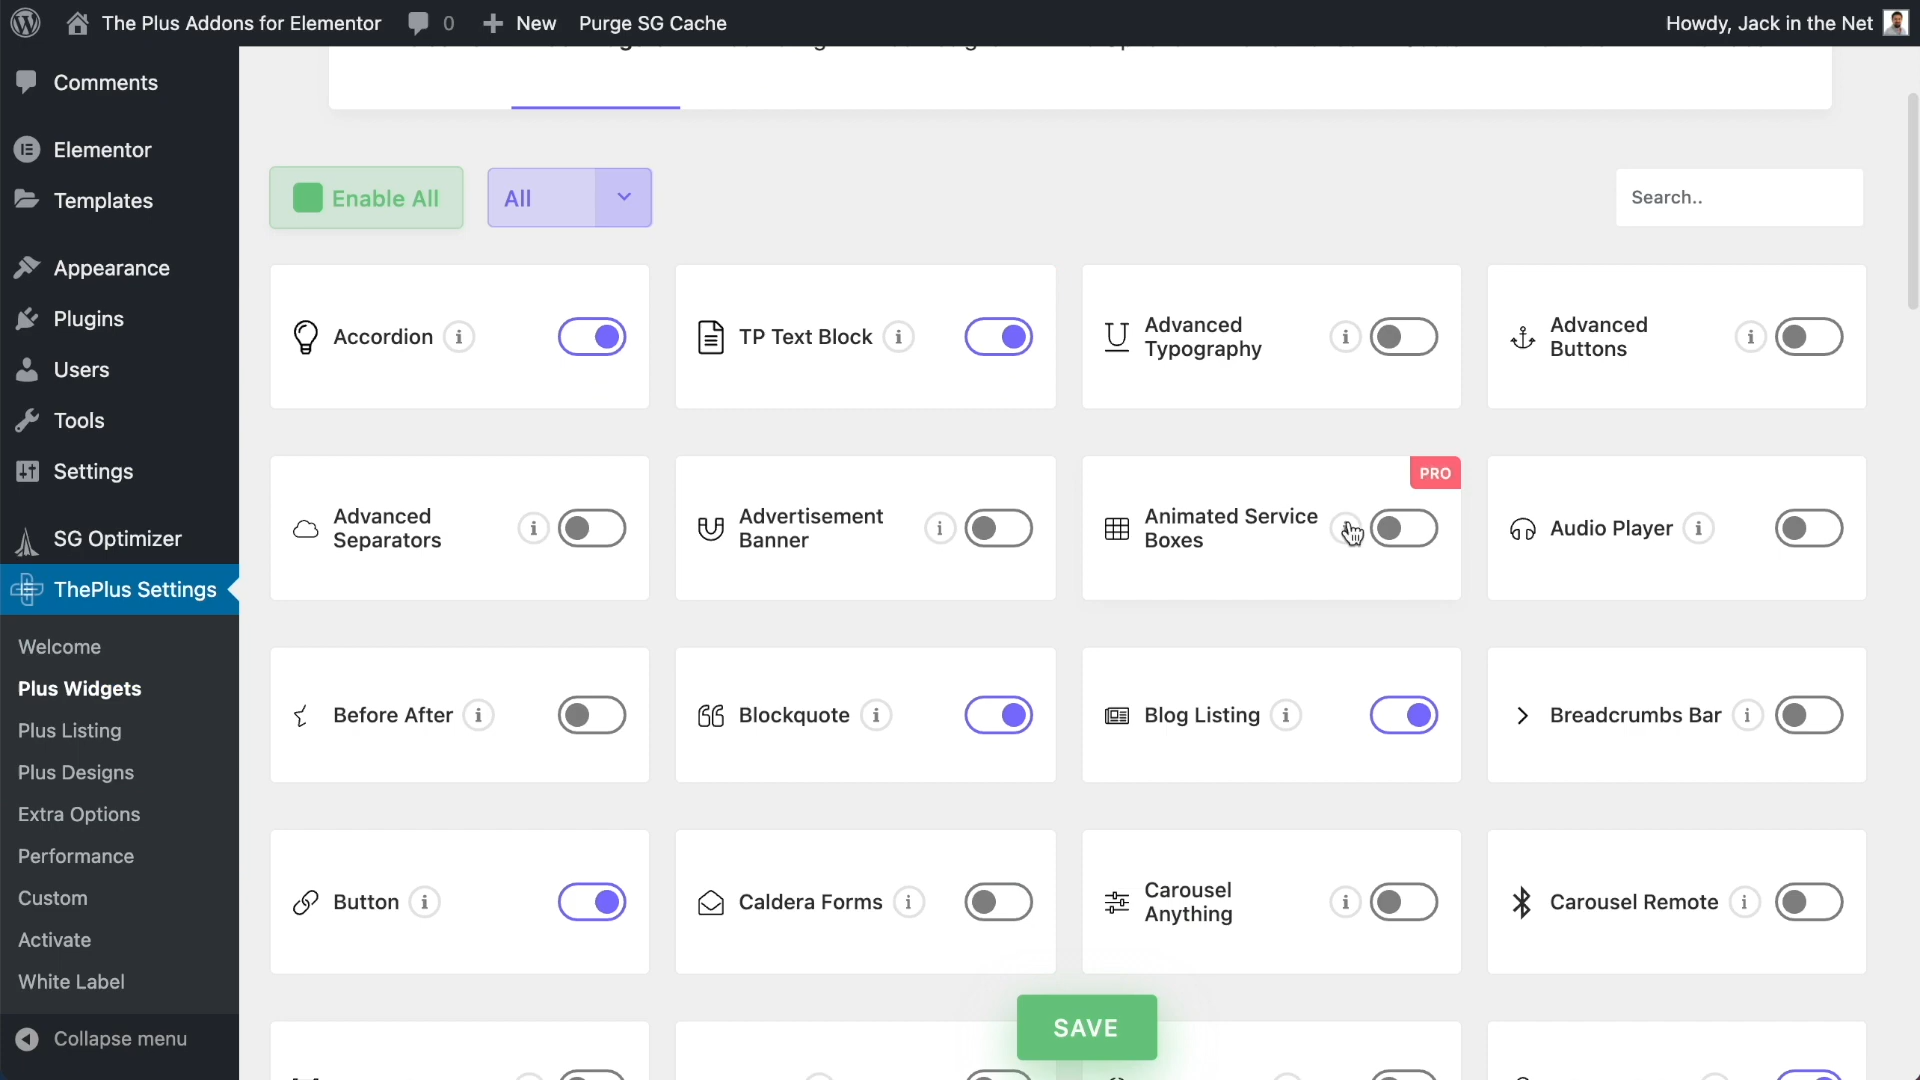 The Plus Addons for Elementor
0
New
Purge SG Cache
Howdy, Jack in the Net
Comments
Elementor
Templates
Appearance
Plugins
Users
Tools
Settings
SG Optimizer
ThePlus Settings
Welcome
Plus Widgets
Plus Listing
Plus Designs
Extra Options
Performance
Custom
Activate
White Label
Collapse menu
Enable All
All
Search..
Accordion
TP Text Block
Advanced
Typography
Advanced
Buttons
Advanced
Separators
Advertisement
Banner
PRO
Animated Service
Boxes
Audio Player
Before After
Blockquote
Blog Listing
Breadcrumbs Bar
Button
Caldera Forms
Carousel
Anything
Carousel Remote
SAVE